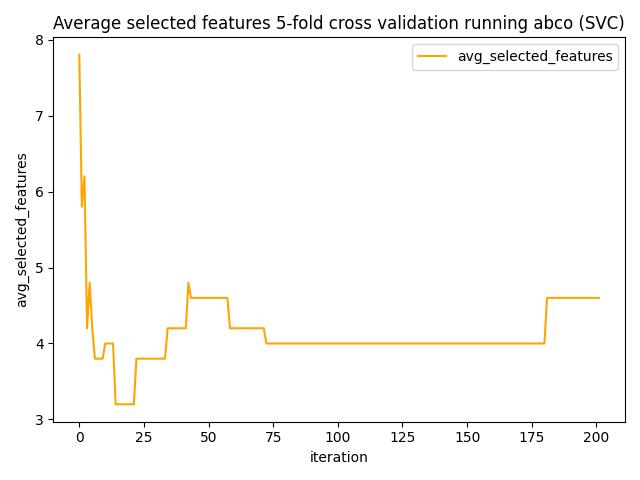 Average selected features 5-fold cross validation running abco (SVC)
avg_selected_features
avg_selected_features
8
7
6
5
4
3
0 25 50 75 100 125 150 175 200
iteration